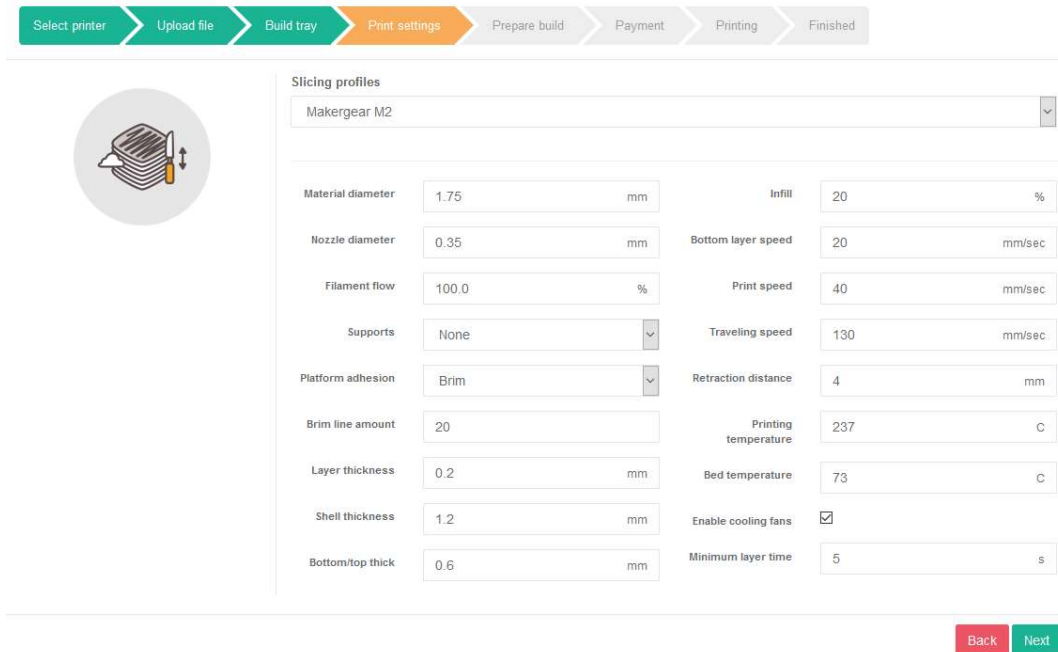 Select printer Upload file Build tray Print settings Prepare build Payment Printing Finished
Slicing profiles
Makergear M2
Material diameter 1.75 mm
Nozzle diameter 0.35 mm
Filament flow 100.0 %
Supports None
Platform adhesion Brim
Brim line amount 20
Layer thickness 0.2 mm
Shell thickness 1.2 mm
Bottom/top thick 0.6 mm
Infill 20 %
Bottom layer speed 20 mm/sec
Print speed 40 mm/sec
Traveling speed 130 mm/sec
Retraction distance 4 mm
Printing
temperature 237 C
Bed temperature 73 C
Enable cooling fans
Minimum layer time 5 s
Back Next